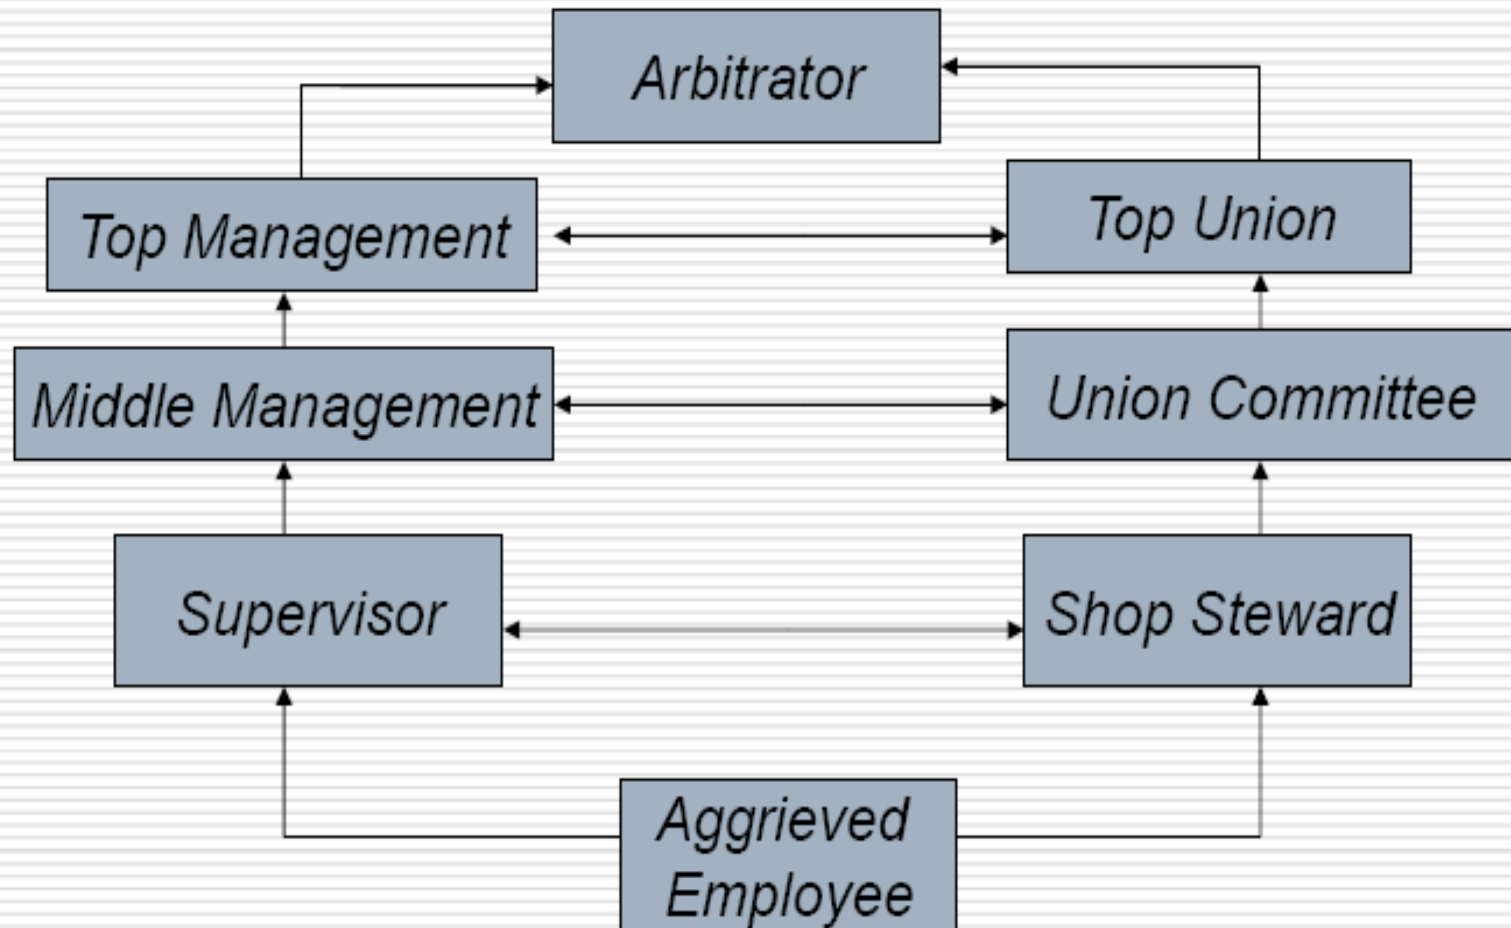 Arbitrator
Top Management
Top Union
Middle Management
Union Committee
Supervisor
Shop Steward
Aggrieved
Employee